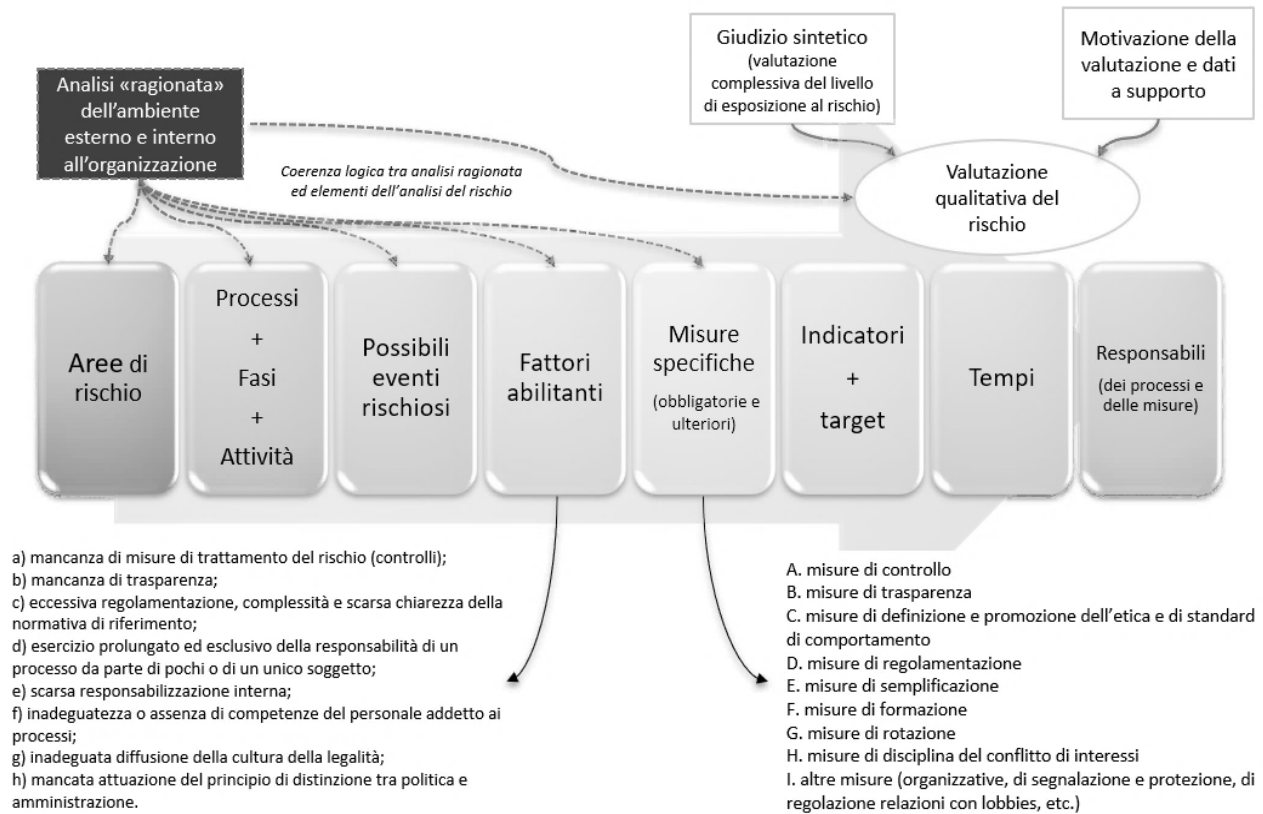 Giudizio sintetico
(valutazione
complessiva del livello
di esposizione al rischio)
Motivazione della
valutazione e dati
a supporto
Analisi «ragionata»
dell’ambiente
esterno e interno
all’organizzazione
Coerenza logica tra analisi ragionata
ed elementi dell’analisi del rischio
Valutazione
qualitativa del
rischio
Aree di
rischio
Processi
+
Fasi
+
Attività
Possibili
eventi
rischiosi
Fattori
abilitanti
Misure
specifiche
(obbligatorie e
ulteriori)
Indicatori
+
target
Tempi
Responsabili
(dei processi e
delle misure)
a) mancanza di misure di trattamento del rischio (controlli);
b) mancanza di trasparenza;
c) eccessiva regolamentazione, complessità e scarsa chiarezza della
normativa di riferimento;
d) esercizio prolungato ed esclusivo della responsabilità di un
processo da parte di pochi o di un unico soggetto;
e) scarsa responsabilizzazione interna;
f) inadeguatezza o assenza di competenze del personale addetto ai
processi;
g) inadeguata diffusione della cultura della legalità;
h) mancata attuazione del principio di distinzione tra politica e
amministrazione.
A. misure di controllo
B. misure di trasparenza
C. misure di definizione e promozione dell’etica e di standard
di comportamento
D. misure di regolamentazione
E. misure di semplificazione
F. misure di formazione
G. misure di rotazione
H. misure di disciplina del conflitto di interessi
I. altre misure (organizzative, di segnalazione e protezione, di
regolazione relazioni con lobbies, etc.)